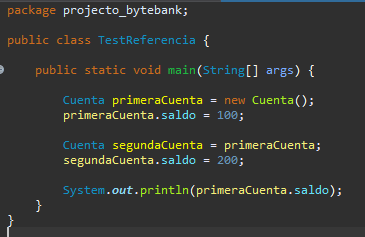 package projecto_bytebank;
public class TestReferencia {
public static void main(String[] args) {
Cuenta primeraCuenta = new Cuenta();
primeraCuenta.saldo = 100;
Cuenta segundaCuenta = primeraCuenta;
segundaCuenta.saldo = 200;
System.out.println(primeraCuenta.saldo);
}
}